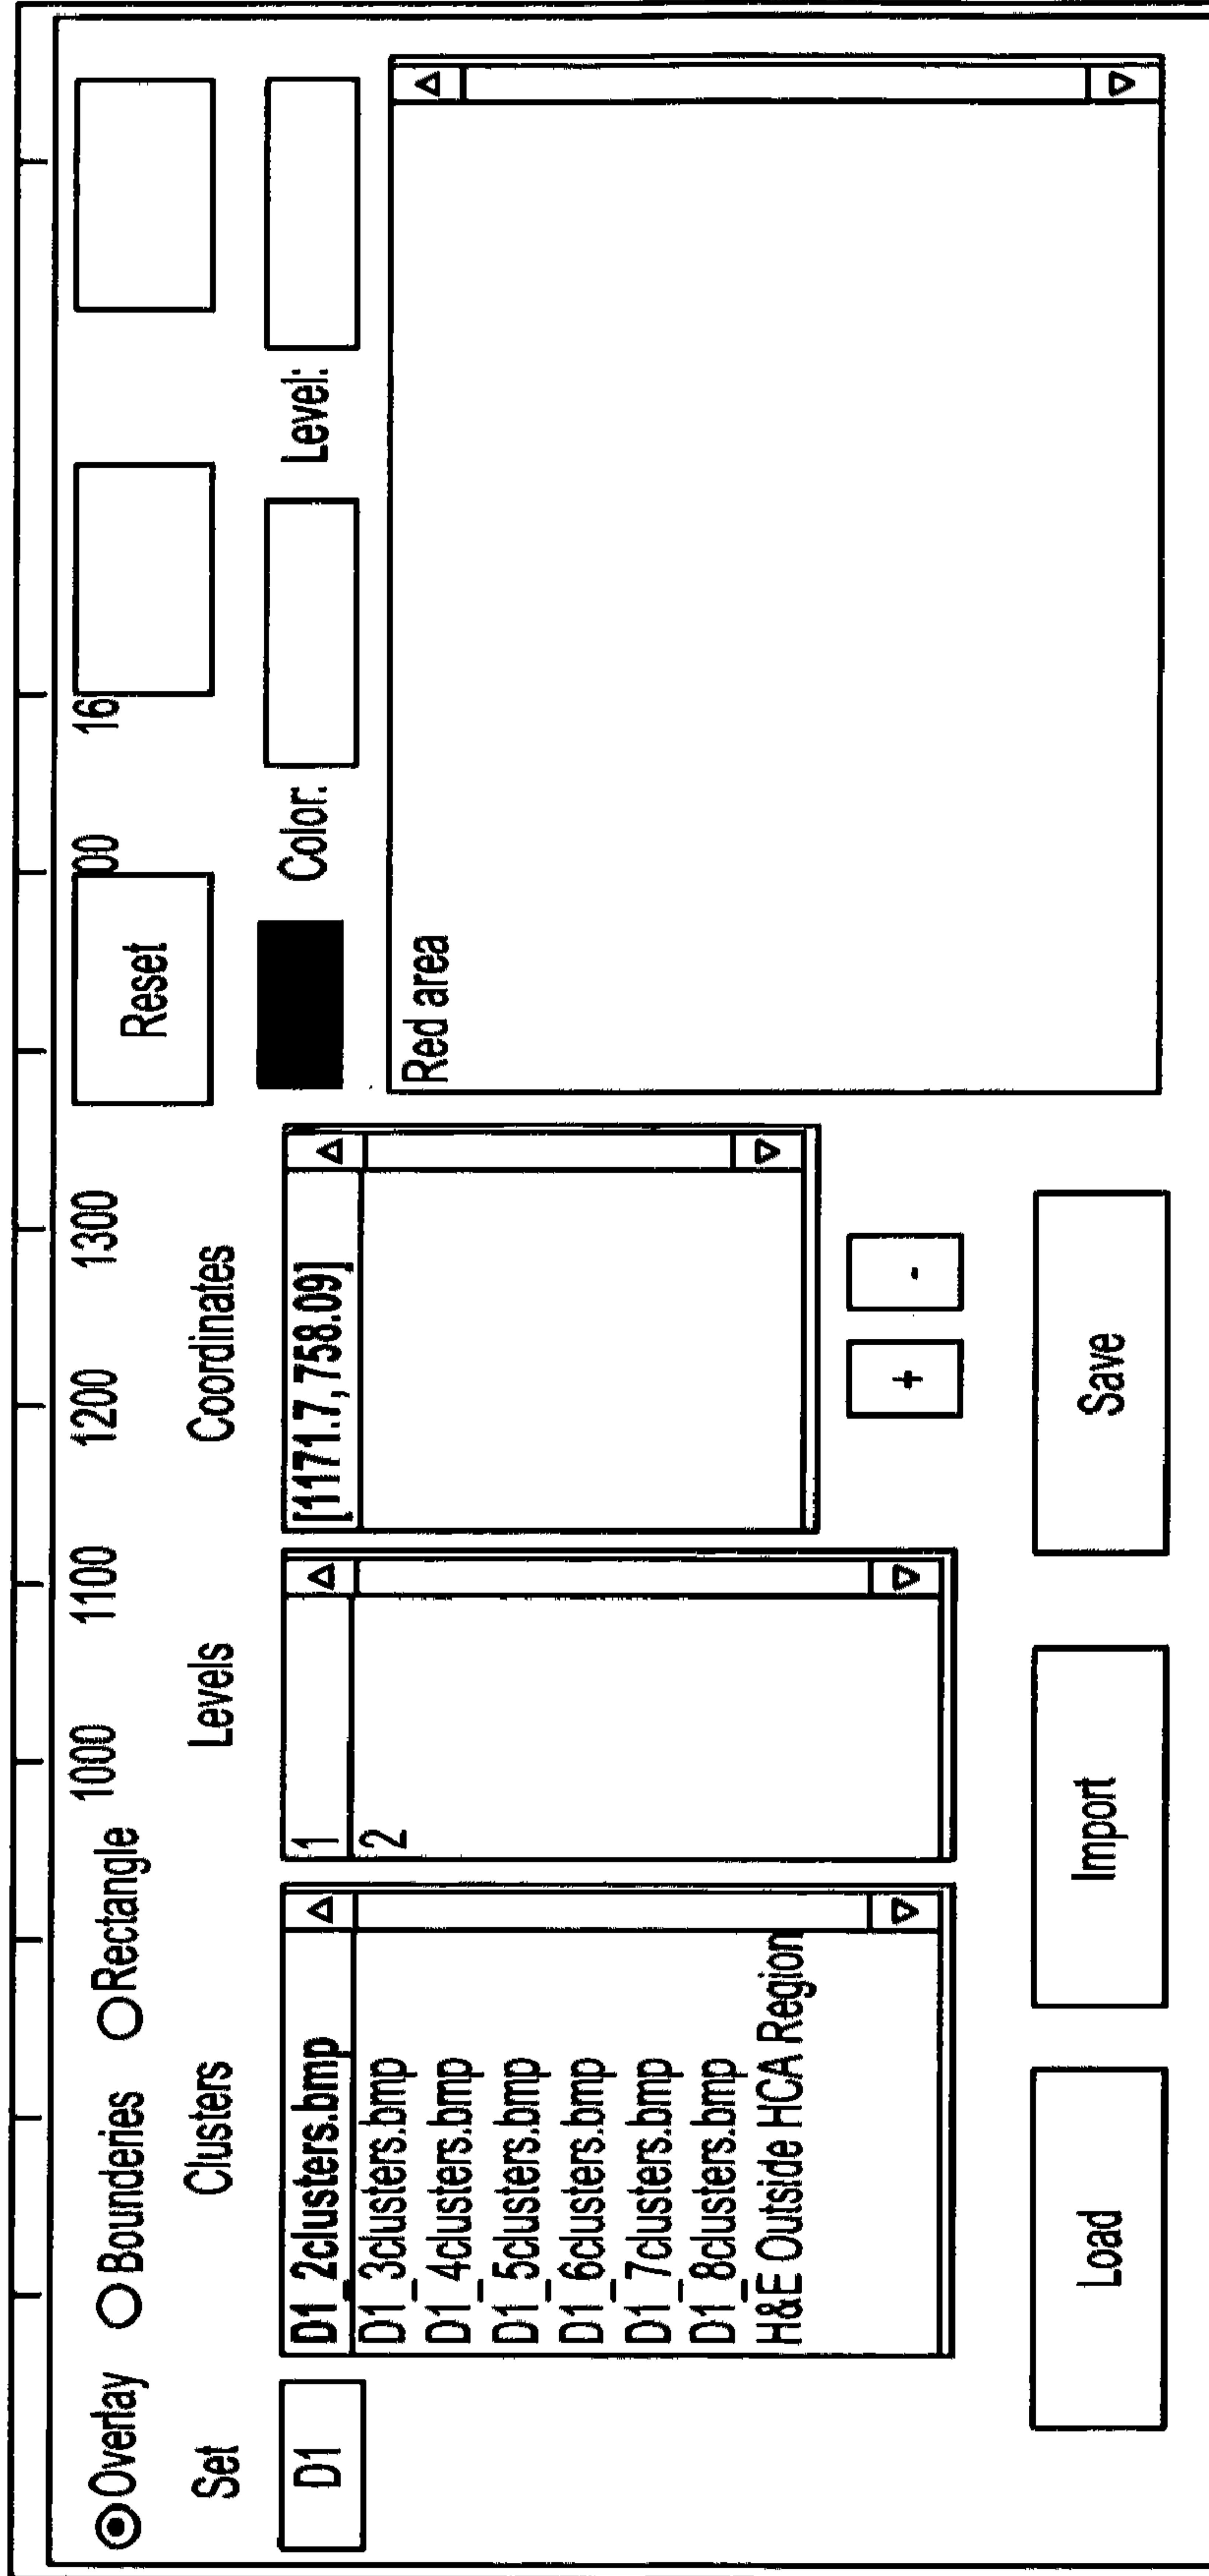 Overlay Bounderies Rectangle 1000 1100 1200 1300 00 16
Reset
Set Clusters Levels Coordinates
D1
D1_2clusters.bmp
D1_3clusters.bmp
D1_4clusters.bmp
D1_5clusters.bmp
D1_6clusters.bmp
D1_7clusters.bmp
D1_8clusters.bmp
H&E Outside HCA Region
1
2
[1171.7,758.09]
+ -
Color: Level:
Red area
Load Import Save